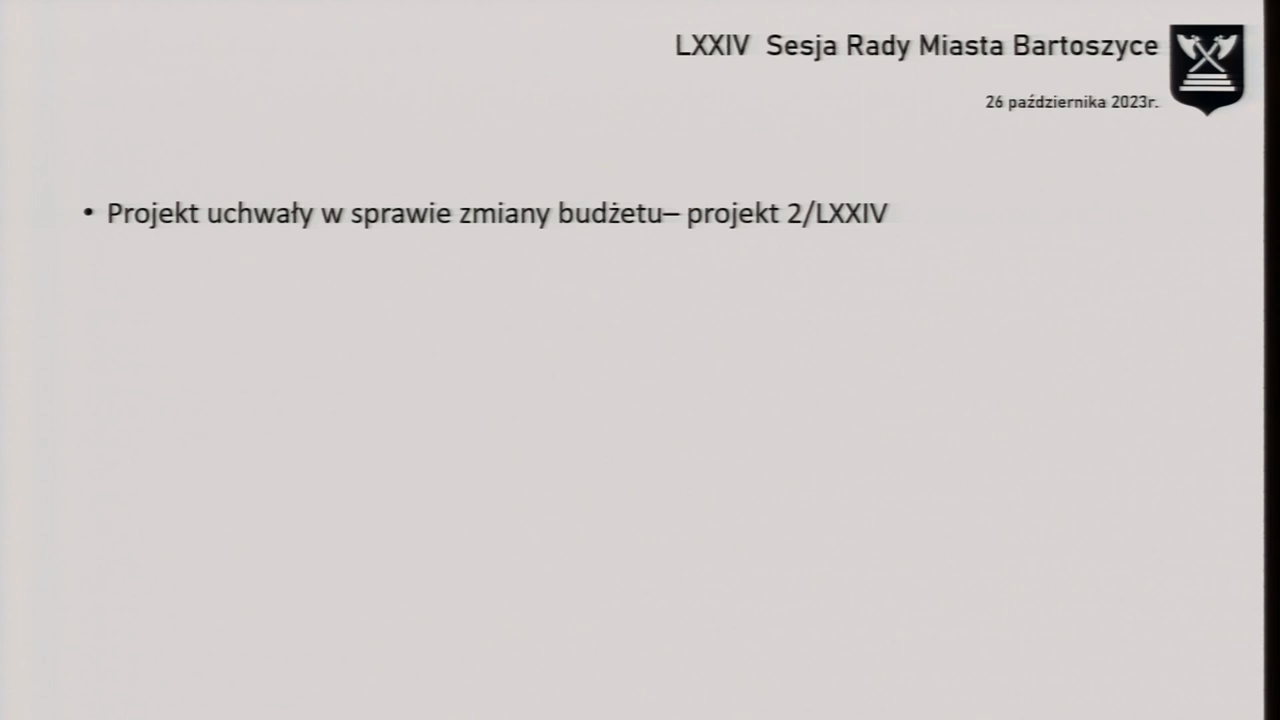 LXXIV Sesja Rady Miasta Bartoszyce
26 października 2023r.
• Projekt uchwały w sprawie zmiany budżetu– projekt 2/LXXIV